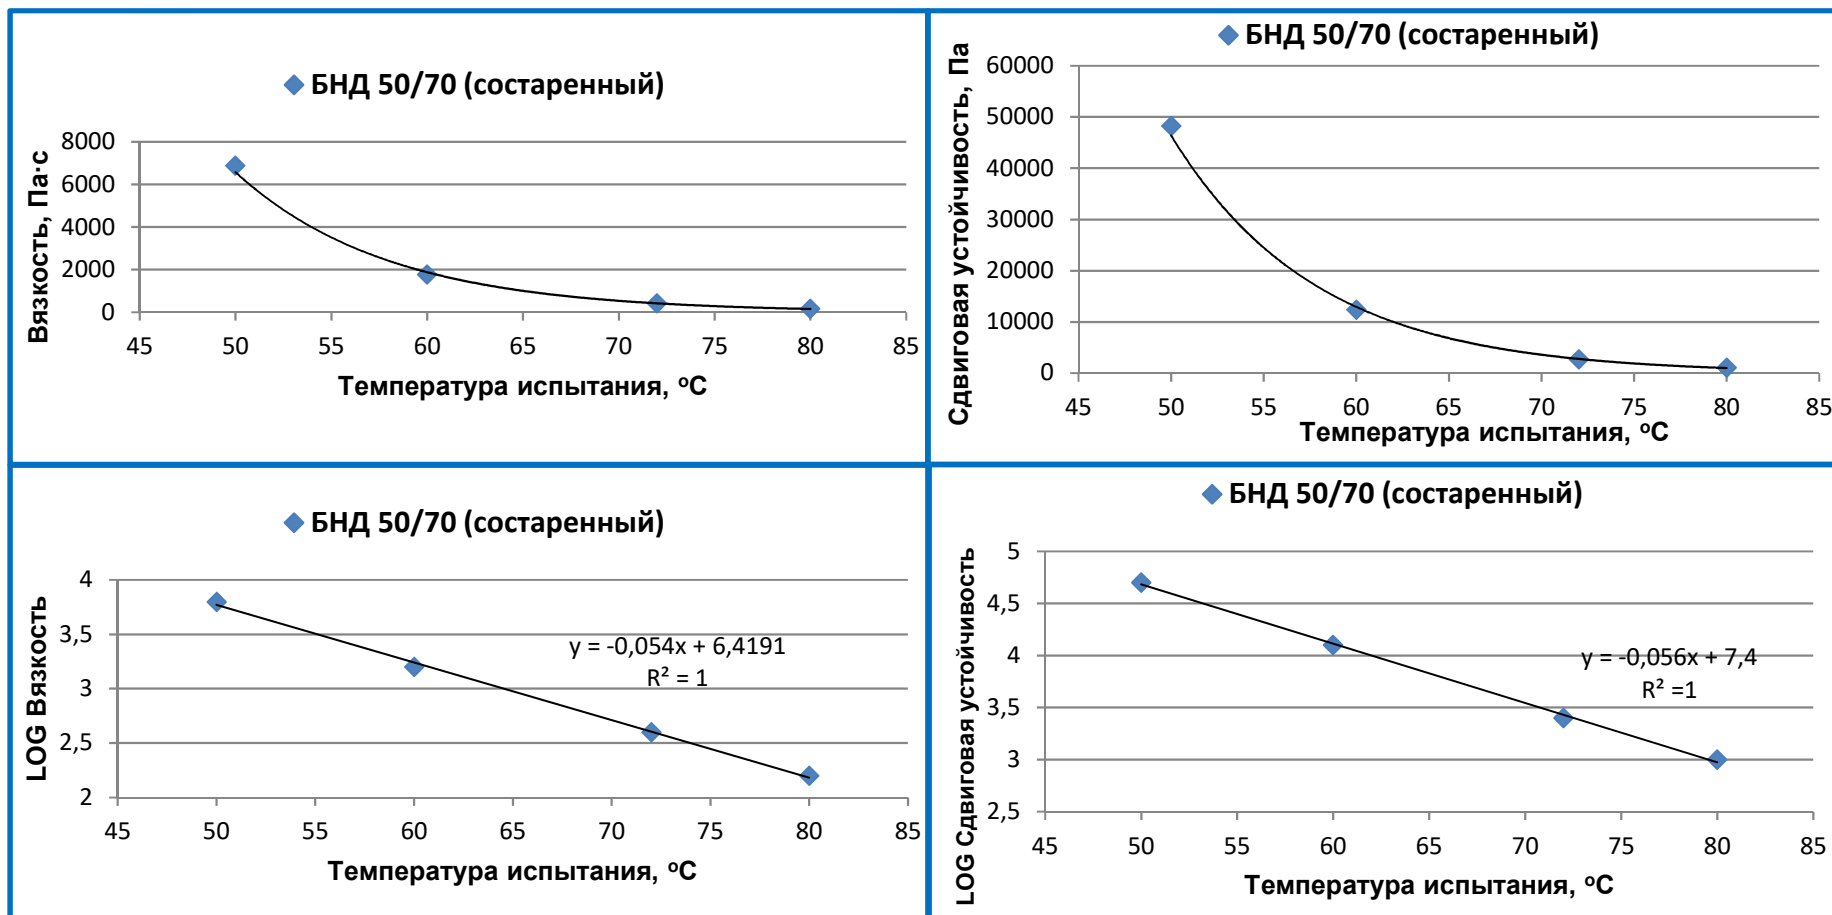 БНД 50/70 (состаренный)
Вязкость, Па·с
8000
6000
4000
2000
0
45 50 55 60 65 70 75 80 85
Температура испытания, ºС
БНД 50/70 (состаренный)
Сдвиговая устойчивость, Па
60000
50000
40000
30000
20000
10000
0
45 50 55 60 65 70 75 80 85
Температура испытания, ºС
БНД 50/70 (состаренный)
LOG Вязкость
4
3,5
3
2,5
2
y = -0,054x + 6,4191
R² = 1
45 50 55 60 65 70 75 80 85
Температура испытания, ºС
БНД 50/70 (состаренный)
LOG Сдвиговая устойчивость
5
4,5
4
3,5
3
2,5
y = -0,056x + 7,4
R² =1
45 50 55 60 65 70 75 80 85
Температура испытания, ºС